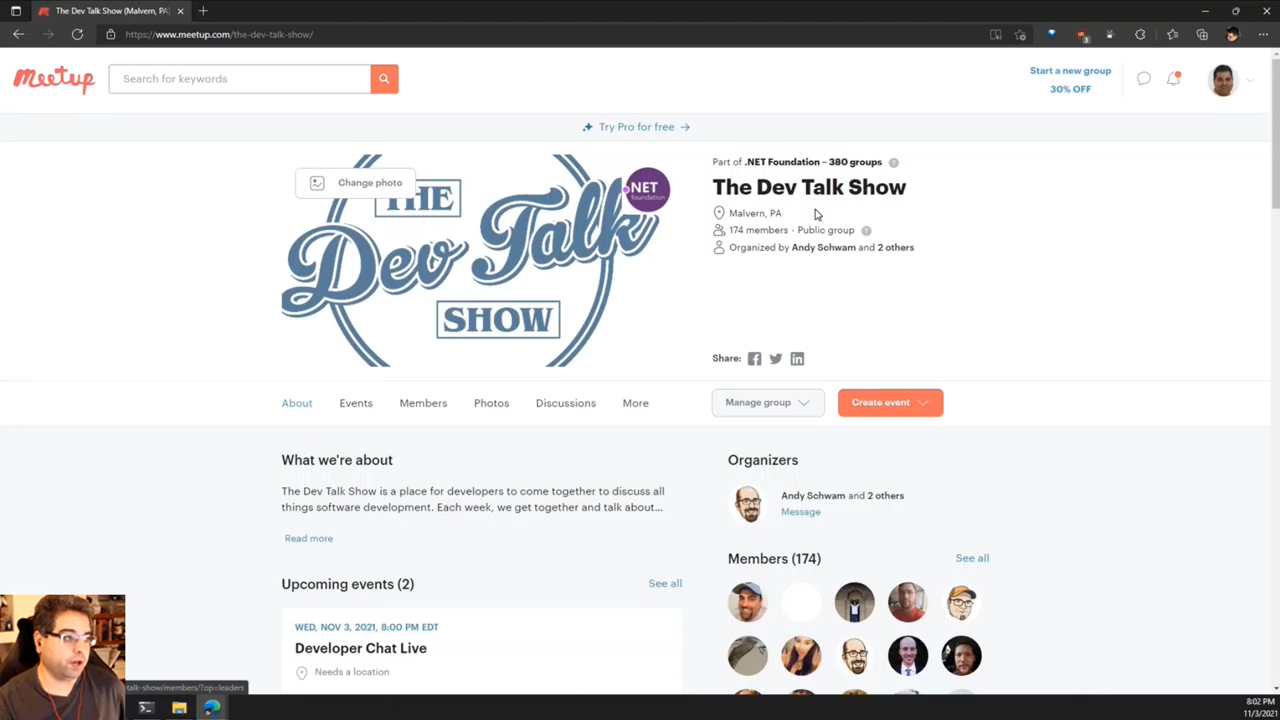 The Dev Talk Show (Malvern, PA)
https://www.meetup.com/the-dev-talk-show/
meetup
Search for keywords
Start a new group
30% OFF
Try Pro for free →
Change photo
THE
Dev Talk
SHOW
.NET
foundation
Part of .NET Foundation – 380 groups ?
The Dev Talk Show
Malvern, PA
174 members · Public group ?
Organized by Andy Schwam and 2 others
Share:
About
Events
Members
Photos
Discussions
More
Manage group
Create event
What we're about
The Dev Talk Show is a place for developers to come together to discuss all
things software development. Each week, we get together and talk about...
Read more
Organizers
Andy Schwam and 2 others
Message
Members (174)
See all
Upcoming events (2)
See all
WED, NOV 3, 2021, 8:00 PM EDT
Developer Chat Live
Needs a location
talk-show/members/?op=leaders
8:02 PM
11/3/2021